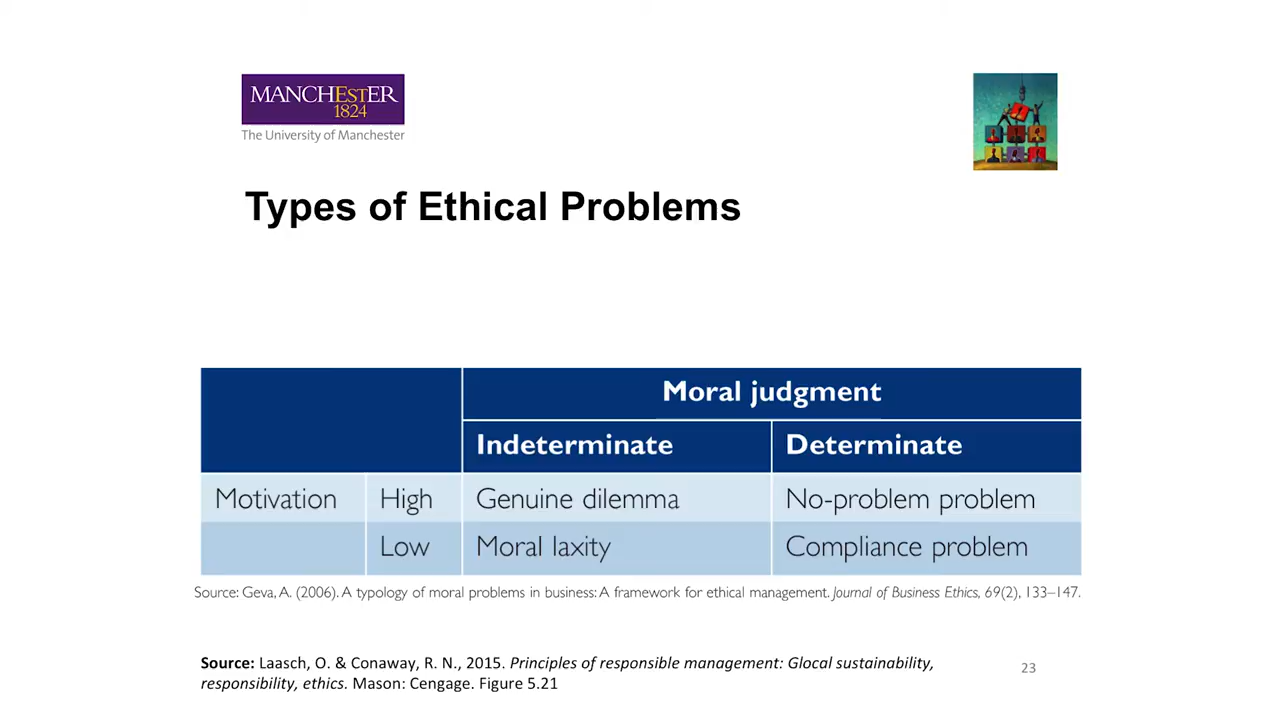 MANCHESTER
1824
The University of Manchester
Types of Ethical Problems
Moral judgment
Indeterminate Determinate
Motivation High Genuine dilemma No-problem problem
Low Moral laxity Compliance problem
Source: Geva, A. (2006). A typology of moral problems in business: A framework for ethical management. Journal of Business Ethics, 69(2), 133–147.
Source: Laasch, O. & Conaway, R. N., 2015. Principles of responsible management: Glocal sustainability,
responsibility, ethics. Mason: Cengage. Figure 5.21
23